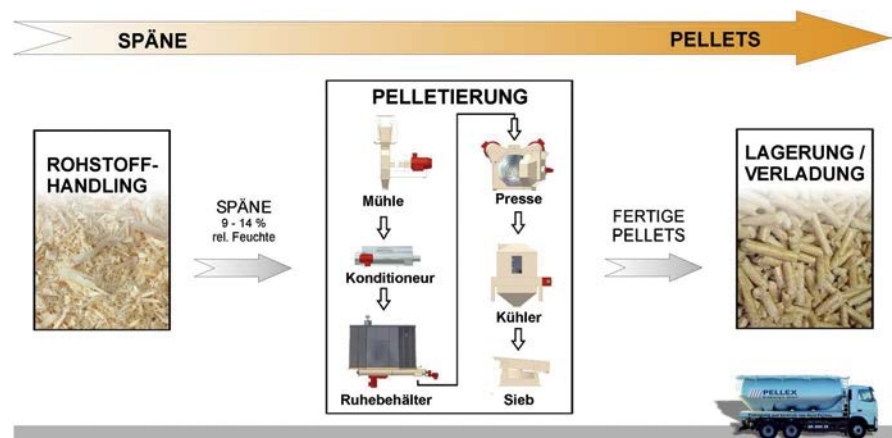 SPÄNE
PELLETS
ROHSTOFF-
HANDLING
SPÄNE
9 - 14 %
rel. Feuchte
PELLETIERUNG
Mühle
Konditioneur
Ruhebehälter
Presse
Kühler
Sieb
FERTIGE
PELLETS
LAGERUNG /
VERLADUNG
PELLEX